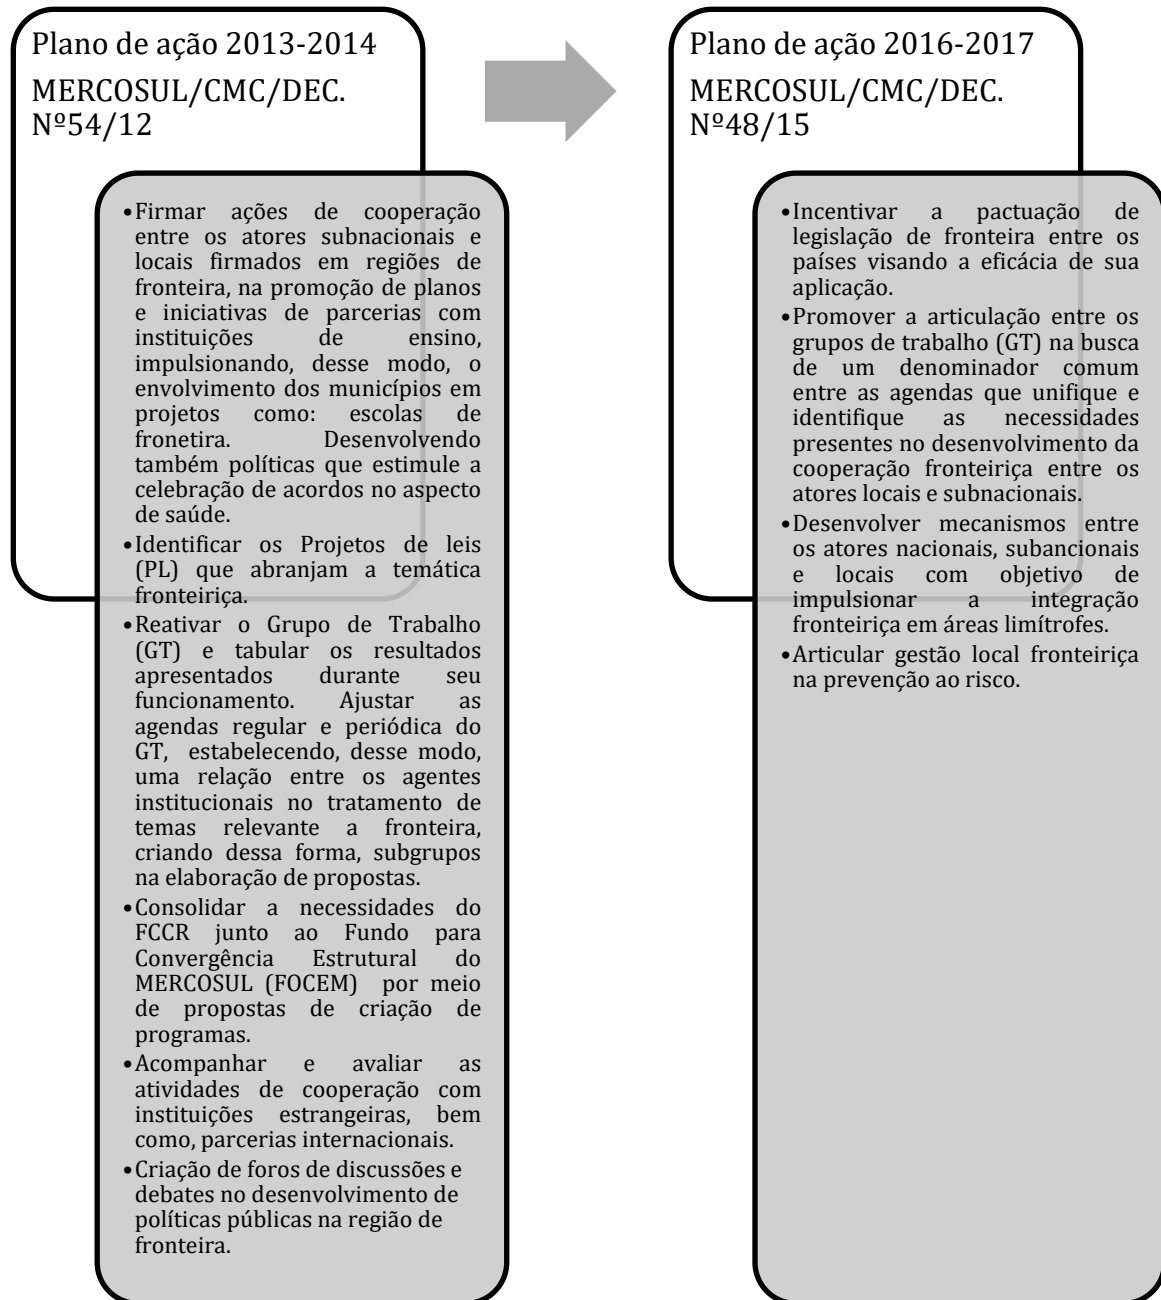 Plano de ação 2013-2014
MERCOSUL/CMC/DEC.
Nº54/12
•Firmar ações de cooperação
entre os atores subnacionais e
locais firmados em regiões de
fronteira, na promoção de planos
e iniciativas de parcerias com
instituições de ensino,
impulsionando, desse modo, o
envolvimento dos municípios em
projetos como: escolas de
fronetira. Desenvolvendo
também políticas que estimule a
celebração de acordos no aspecto
de saúde.
•Identificar os Projetos de leis
(PL) que abranjam a temática
fronteiriça.
•Reativar o Grupo de Trabalho
(GT) e tabular os resultados
apresentados durante seu
funcionamento. Ajustar as
agendas regular e periódica do
GT, estabelecendo, desse modo,
uma relação entre os agentes
institucionais no tratamento de
temas relevante a fronteira,
criando dessa forma, subgrupos
na elaboração de propostas.
•Consolidar a necessidades do
FCCR junto ao Fundo para
Convergência Estrutural do
MERCOSUL (FOCEM) por meio
de propostas de criação de
programas.
•Acompanhar e avaliar as
atividades de cooperação com
instituições estrangeiras, bem
como, parcerias internacionais.
•Criação de foros de discussões e
debates no desenvolvimento de
políticas públicas na região de
fronteira.
Plano de ação 2016-2017
MERCOSUL/CMC/DEC.
Nº48/15
•Incentivar a pactuação de
legislação de fronteira entre os
países visando a eficácia de sua
aplicação.
•Promover a articulação entre os
grupos de trabalho (GT) na busca
de um denominador comum
entre as agendas que unifique e
identifique as necessidades
presentes no desenvolvimento da
cooperação fronteiriça entre os
atores locais e subnacionais.
•Desenvolver mecanismos entre
os atores nacionais, subancionais
e locais com objetivo de
impulsionar a integração
fronteiriça em áreas limítrofes.
•Articular gestão local fronteiriça
na prevenção ao risco.